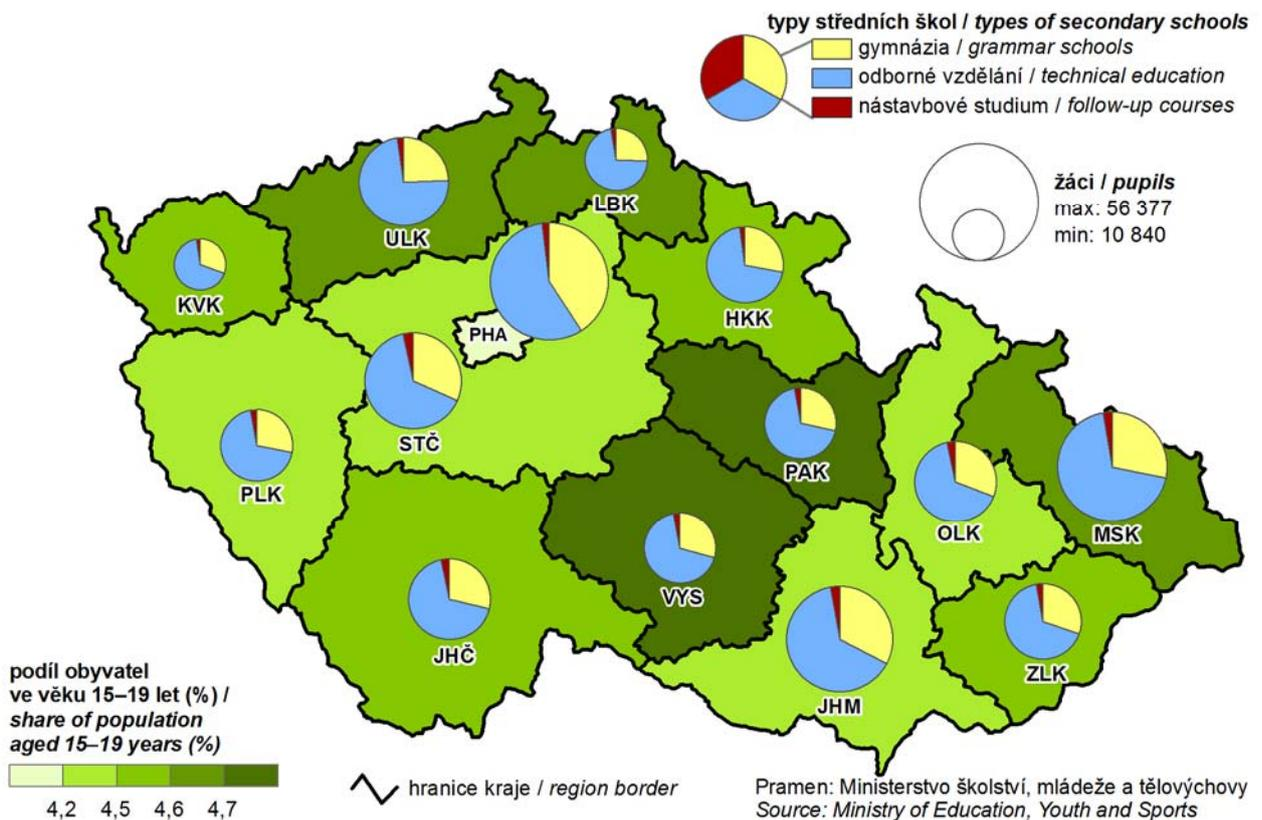 typy středních škol / types of secondary schools
gymnázia / grammar schools
odborné vzdělání / technical education
nástavbové studium / follow-up courses
žáci / pupils
max: 56 377
min: 10 840
ULK
LBK
KVK
HKK
PHA
STČ
PLK
PAK
OLK
MSK
VYS
JHČ
ZLK
JHM
podíl obyvatel
ve věku 15–19 let (%) /
share of population
aged 15–19 years (%)
4,2 4,5 4,6 4,7
hranice kraje / region border
Pramen: Ministerstvo školství, mládeže a tělovýchovy
Source: Ministry of Education, Youth and Sports